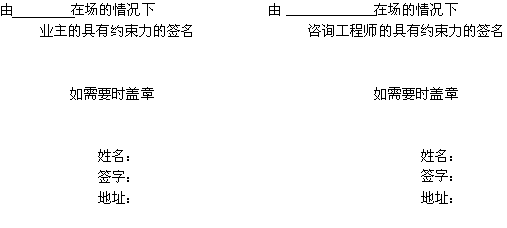 由_________在场的情况下
业主的具有约束力的签名
如需要时盖章
姓名：
签字：
地址：
由 _____________在场的情况下
咨询工程师的具有约束力的签名
如需要时盖章
姓名：
签字：
地址：